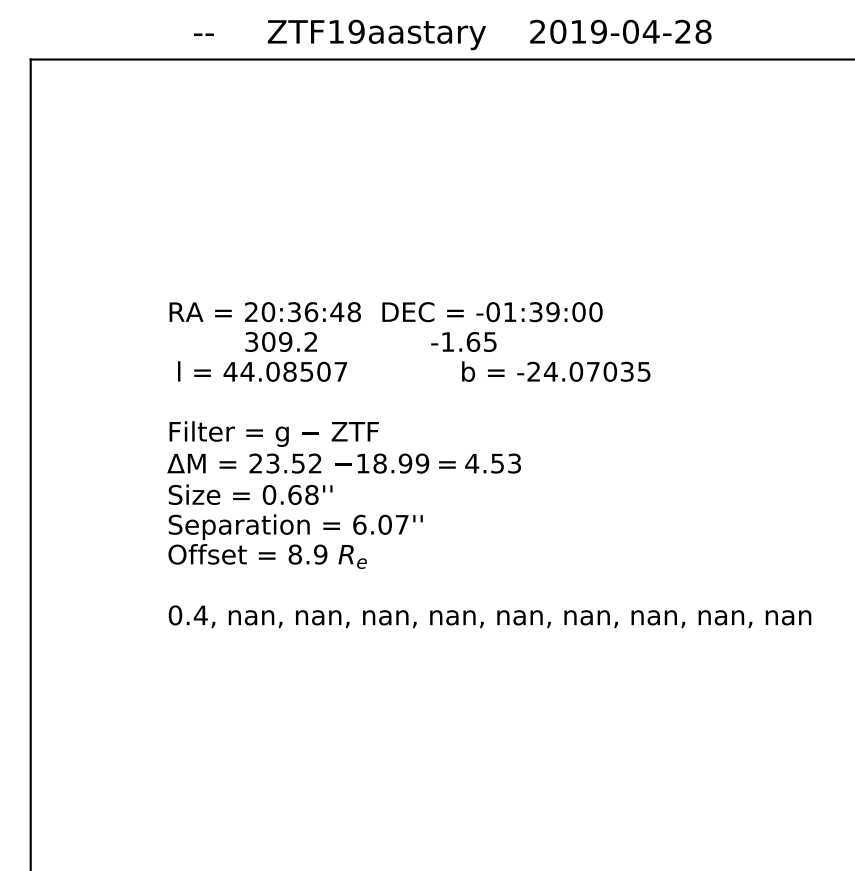 -- ZTF19aastary 2019-04-28
RA = 20:36:48 DEC = -01:39:00
309.2 -1.65
l = 44.08507 b = -24.07035
Filter = g − ZTF
ΔM = 23.52 −18.99 = 4.53
Size = 0.68''
Separation = 6.07''
Offset = 8.9 Re
0.4, nan, nan, nan, nan, nan, nan, nan, nan, nan